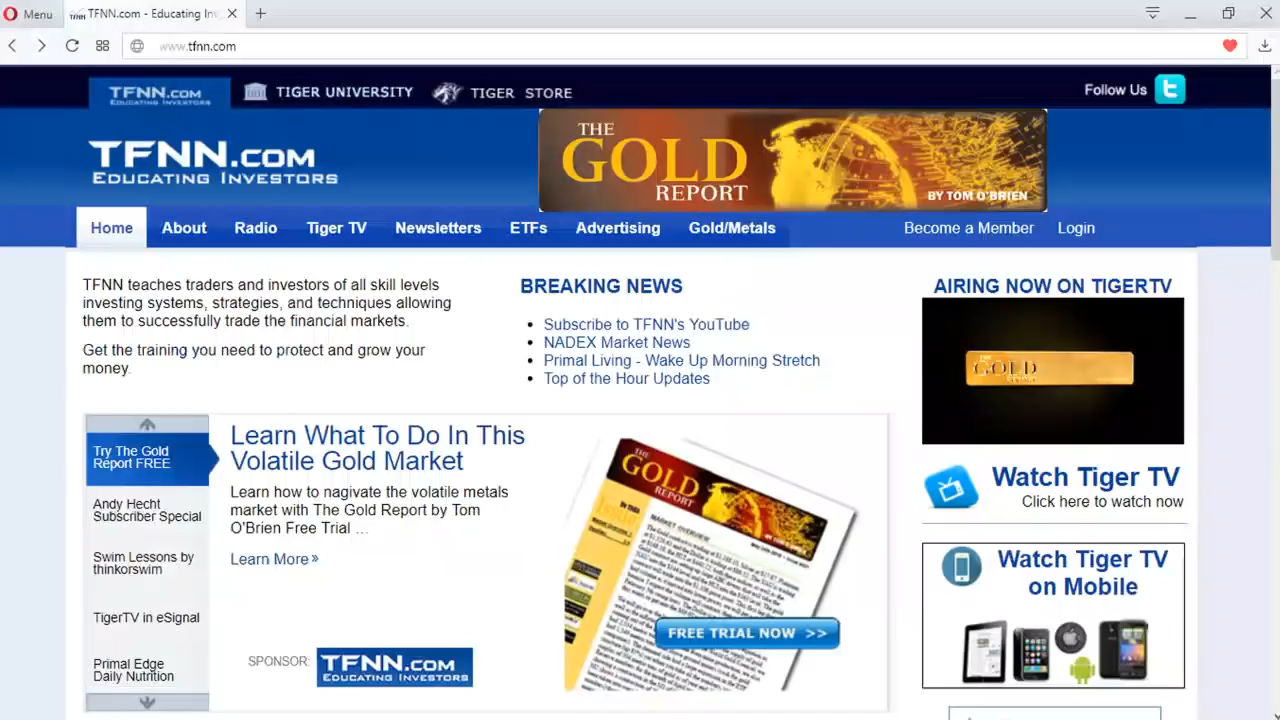 Menu
TFNN.com - Educating Inv
www.tfnn.com
TFNN.COM
EDUCATING INVESTORS
TIGER UNIVERSITY
TIGER STORE
Follow Us
TFNN.COM
EDUCATING INVESTORS
THE
GOLD
REPORT
BY TOM O'BRIEN
Home
About
Radio
Tiger TV
Newsletters
ETFs
Advertising
Gold/Metals
Become a Member
Login
TFNN teaches traders and investors of all skill levels
investing systems, strategies, and techniques allowing
them to successfully trade the financial markets.
Get the training you need to protect and grow your
money.
BREAKING NEWS
Subscribe to TFNN's YouTube
NADEX Market News
Primal Living - Wake Up Morning Stretch
Top of the Hour Updates
AIRING NOW ON TIGERTV
THE
GOLD
REPORT
Watch Tiger TV
Click here to watch now
Watch Tiger TV
on Mobile
Try The Gold
Report FREE
Andy Hecht
Subscriber Special
Swim Lessons by
thinkorswim
TigerTV in eSignal
Primal Edge
Daily Nutrition
Learn What To Do In This
Volatile Gold Market
Learn how to nagivate the volatile metals
market with The Gold Report by Tom
O'Brien Free Trial ...
Learn More »
SPONSOR:
TFNN.COM
EDUCATING INVESTORS
THE
GOLD
REPORT
MARKET OVERVIEW
FREE TRIAL NOW >>